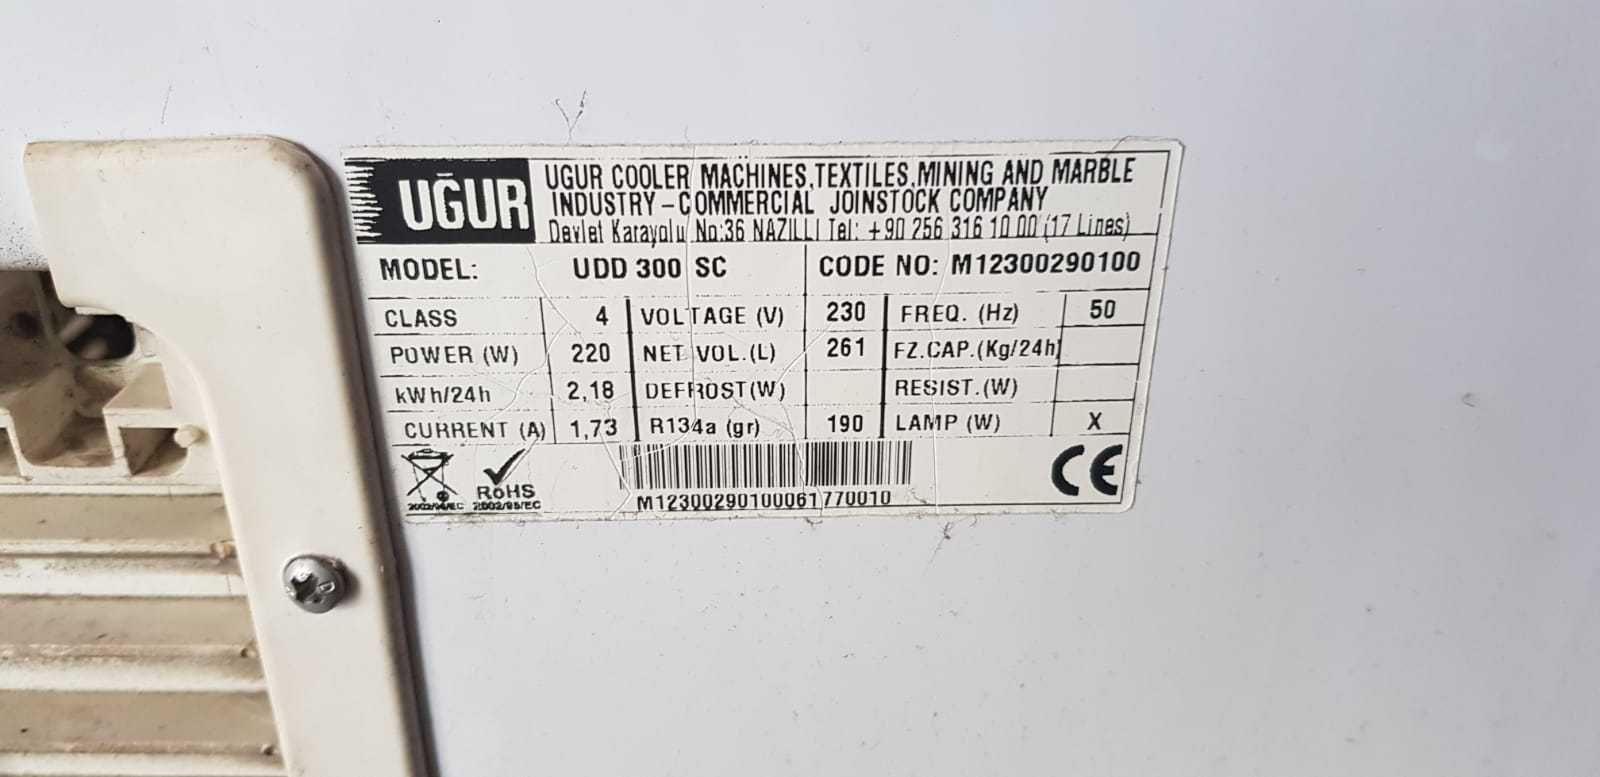 UĞUR
UGUR COOLER MACHINES,TEXTILES,MINING AND MARBLE
INDUSTRY-COMMERCIAL JOINSTOCK COMPANY
Devlet Karayolu No:36 NAZILLI Tel: +90 256 316 10 00 (17 Lines)
MODEL: UDD 300 SC CODE NO: M12300290100
CLASS 4 VOLTAGE (V) 230 FREQ. (Hz) 50
POWER (W) 220 NET VOL.(L) 261 FZ.CAP.(Kg/24h)
kWh/24h 2,18 DEFROST(W) RESIST.(W)
CURRENT (A) 1,73 R134a (gr) 190 LAMP (W) X
RoHS CE
2002/96/EC 2002/95/EC M12300290100061770010